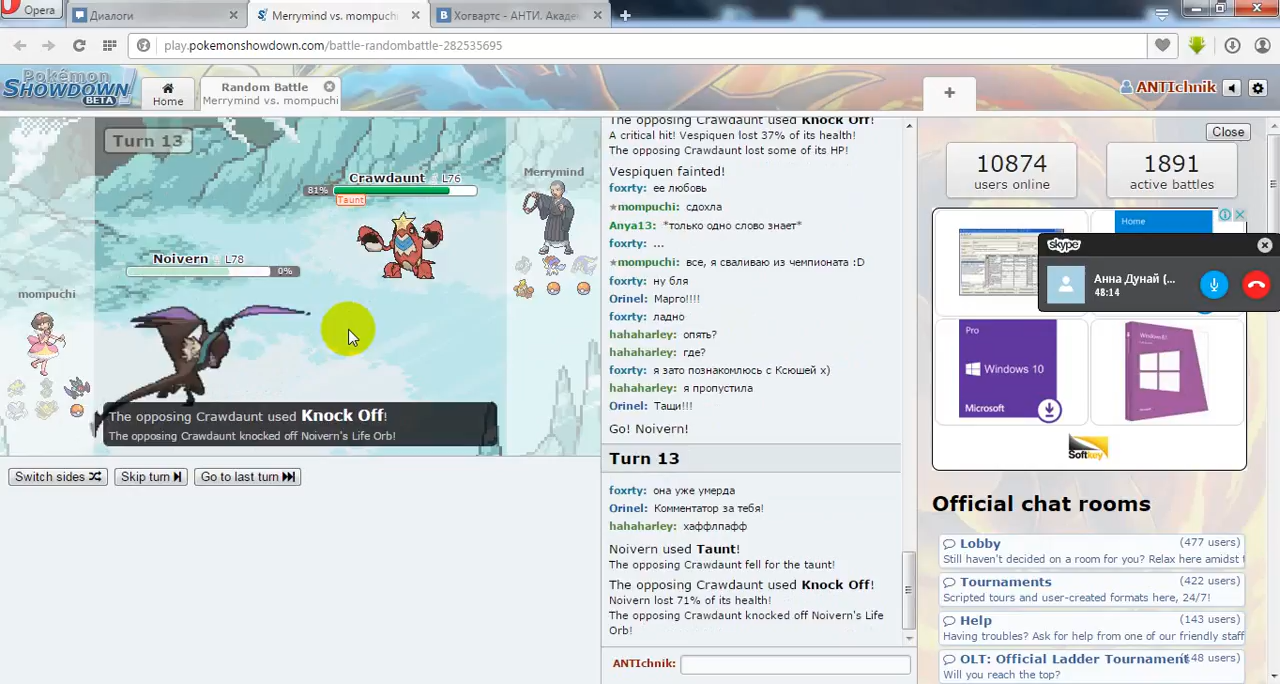 Opera
Диалоги
Merrymind vs. mompuchi
Хогвартс - АНТИ. Акаде
play.pokemonshowdown.com/battle-randombattle-282535695
Pokémon
SHOWDOWN
BETA
Home
Random Battle
Merrymind vs. mompuchi
ANTIchnik
Turn 13
Crawdaunt L76
81%
Taunt
Merrymind
Noivern L78
0%
mompuchi
The opposing Crawdaunt used Knock Off!
The opposing Crawdaunt knocked off Noivern's Life Orb!
Switch sides
Skip turn
Go to last turn
The opposing Crawdaunt used Knock Off!
A critical hit! Vespiquen lost 37% of its health!
The opposing Crawdaunt lost some of its HP!
Vespiquen fainted!
foxrty: ее любовь
★mompuchi: сдохла
Anya13: *только одно слово знает*
foxrty: ...
★mompuchi: все, я сваливаю из чемпионата :D
foxrty: ну бля
Orinel: Марго!!!!
foxrty: ладно
hahaharley: опять?
hahaharley: где?
foxrty: я зато познакомлюсь с Ксюшей x)
hahaharley: я пропустила
Orinel: Тащи!!!
Go! Noivern!
Turn 13
foxrty: она уже умерда
Orinel: Комментатор за тебя!
hahaharley: хаффлпафф
Noivern used Taunt!
The opposing Crawdaunt fell for the taunt!
The opposing Crawdaunt used Knock Off!
Noivern lost 71% of its health!
The opposing Crawdaunt knocked off Noivern's Life
Orb!
ANTIchnik:
Close
10874
users online
1891
active battles
Home
skype
Анна Дунай (...
48:14
Pro
Windows 10
Microsoft
Windows 8
Softkey
Official chat rooms
Lobby (477 users)
Still haven't decided on a room for you? Relax here amidst t
Tournaments (422 users)
Scripted tours and user-created formats here, 24/7!
Help (143 users)
Having troubles? Ask for help from one of our friendly staff
OLT: Official Ladder Tournament (48 users)
Will you reach the top?